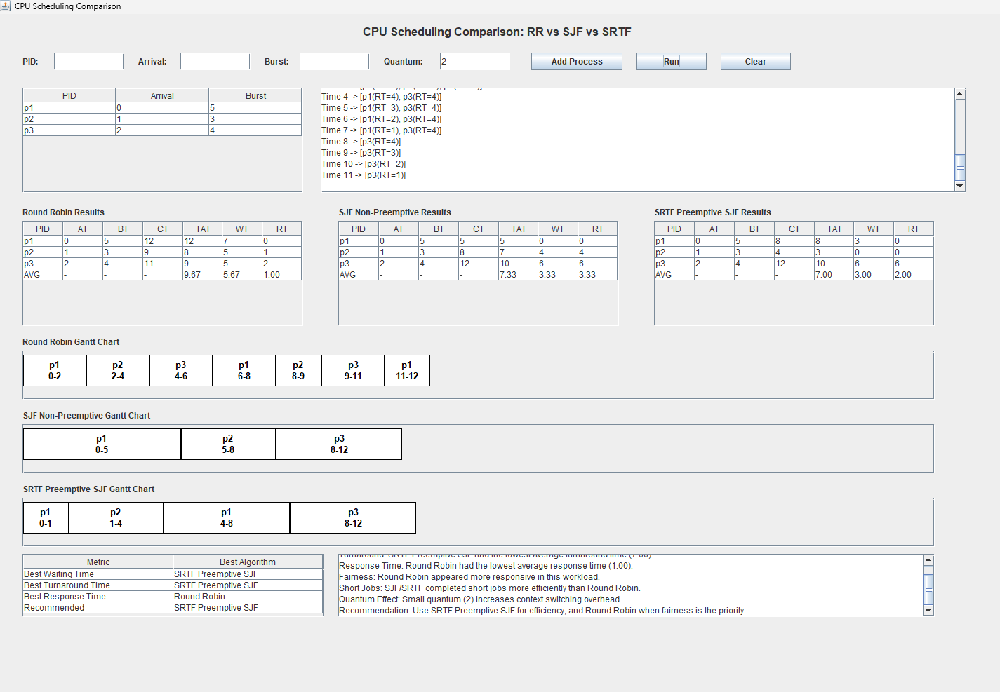 CPU Scheduling Comparison
CPU Scheduling Comparison: RR vs SJF vs SRTF
PID: Arrival: Burst: Quantum: 2 Add Process Run Clear
PID Arrival Burst
p1 0 5
p2 1 3
p3 2 4
Time 4 -> [p1(RT=4), p3(RT=4)]
Time 5 -> [p1(RT=3), p3(RT=4)]
Time 6 -> [p1(RT=2), p3(RT=4)]
Time 7 -> [p1(RT=1), p3(RT=4)]
Time 8 -> [p3(RT=4)]
Time 9 -> [p3(RT=3)]
Time 10 -> [p3(RT=2)]
Time 11 -> [p3(RT=1)]
Round Robin Results
PID AT BT CT TAT WT RT
p1 0 5 12 12 7 0
p2 1 3 9 8 5 1
p3 2 4 11 9 5 2
AVG - - - 9.67 5.67 1.00
SJF Non-Preemptive Results
PID AT BT CT TAT WT RT
p1 0 5 5 5 0 0
p2 1 3 8 7 4 4
p3 2 4 12 10 6 6
AVG - - - 7.33 3.33 3.33
SRTF Preemptive SJF Results
PID AT BT CT TAT WT RT
p1 0 5 8 8 3 0
p2 1 3 4 3 0 0
p3 2 4 12 10 6 6
AVG - - - 7.00 3.00 2.00
Round Robin Gantt Chart
p1 p2 p3 p1 p2 p3 p1
0-2 2-4 4-6 6-8 8-9 9-11 11-12
SJF Non-Preemptive Gantt Chart
p1 p2 p3
0-5 5-8 8-12
SRTF Preemptive SJF Gantt Chart
p1 p2 p1 p3
0-1 1-4 4-8 8-12
Metric Best Algorithm
Best Waiting Time SRTF Preemptive SJF
Best Turnaround Time SRTF Preemptive SJF
Best Response Time Round Robin
Recommended SRTF Preemptive SJF
Turnaround: SRTF Preemptive SJF had the lowest average turnaround time (7.00).
Response Time: Round Robin had the lowest average response time (1.00).
Fairness: Round Robin appeared more responsive in this workload.
Short Jobs: SJF/SRTF completed short jobs more efficiently than Round Robin.
Quantum Effect: Small quantum (2) increases context switching overhead.
Recommendation: Use SRTF Preemptive SJF for efficiency, and Round Robin when fairness is the priority.